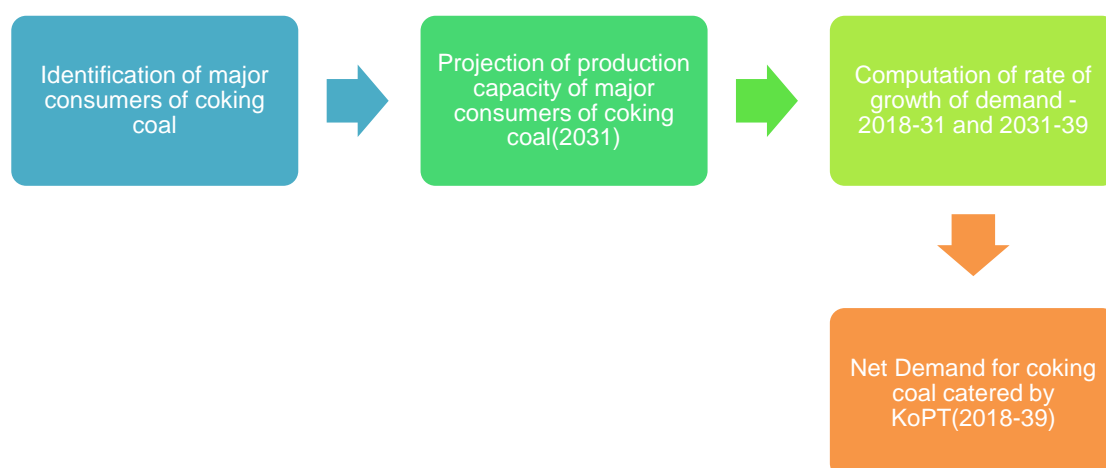 Identification of major
consumers of coking
coal
Projection of production
capacity of major
consumers of coking
coal(2031)
Computation of rate of
growth of demand -
2018-31 and 2031-39
Net Demand for coking
coal catered by
KoPT(2018-39)